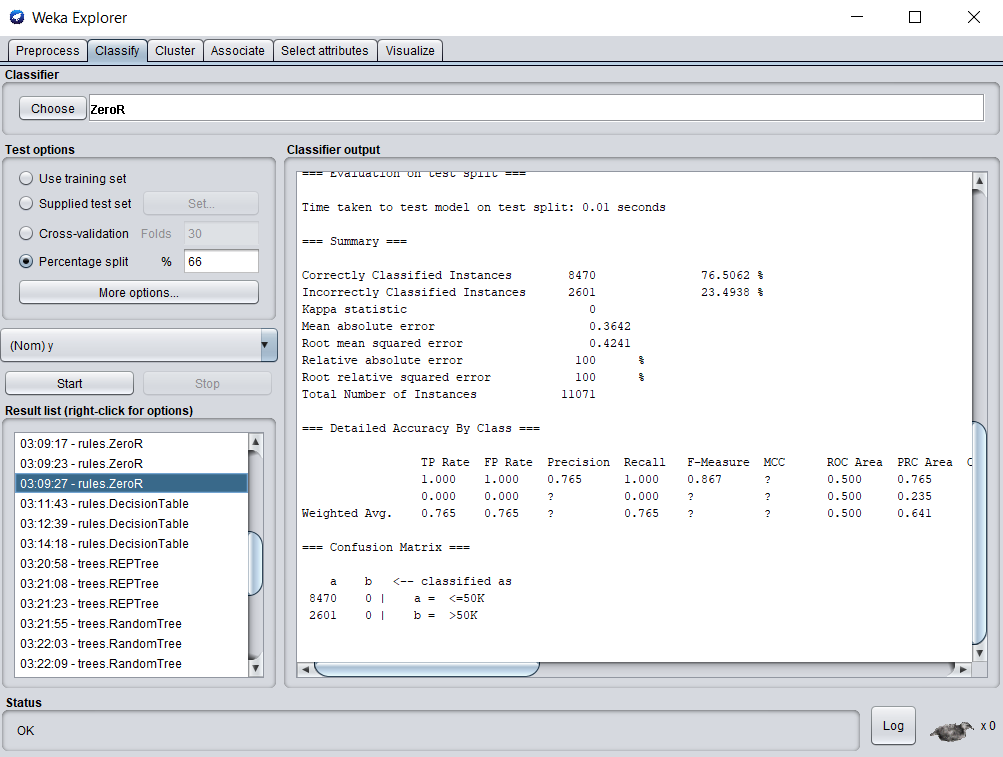 Weka Explorer
Preprocess Classify Cluster Associate Select attributes Visualize
Classifier
Choose ZeroR
Test options
Use training set
Supplied test set Set...
Cross-validation Folds 30
Percentage split % 66
More options...
(Nom) y
Start Stop
Result list (right-click for options)
03:09:17 - rules.ZeroR
03:09:23 - rules.ZeroR
03:09:27 - rules.ZeroR
03:11:43 - rules.DecisionTable
03:12:39 - rules.DecisionTable
03:14:18 - rules.DecisionTable
03:20:58 - trees.REPTree
03:21:08 - trees.REPTree
03:21:23 - trees.REPTree
03:21:55 - trees.RandomTree
03:22:03 - trees.RandomTree
03:22:09 - trees.RandomTree
Classifier output
=== Evaluation on test split ===
Time taken to test model on test split: 0.01 seconds
=== Summary ===
Correctly Classified Instances 8470 76.5062 %
Incorrectly Classified Instances 2601 23.4938 %
Kappa statistic 0
Mean absolute error 0.3642
Root mean squared error 0.4241
Relative absolute error 100 %
Root relative squared error 100 %
Total Number of Instances 11071
=== Detailed Accuracy By Class ===
TP Rate FP Rate Precision Recall F-Measure MCC ROC Area PRC Area C
1.000 1.000 0.765 1.000 0.867 ? 0.500 0.765
0.000 0.000 ? 0.000 ? ? 0.500 0.235
Weighted Avg. 0.765 0.765 ? 0.765 ? ? 0.500 0.641
=== Confusion Matrix ===
a b <-- classified as
8470 0 | a = <=50K
2601 0 | b = >50K
Status
OK
Log
x 0